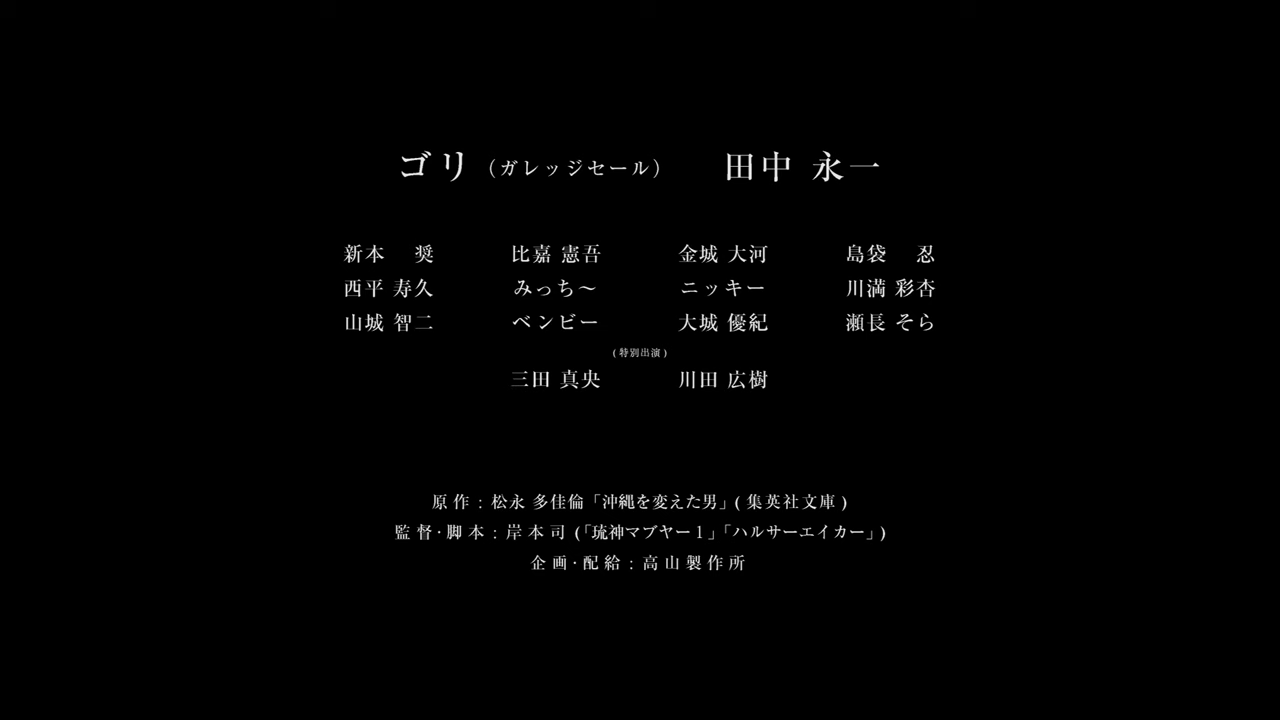 ゴリ（ガレッジセール） 田中 永一
新本 奨 比嘉 憲吾 金城 大河 島袋 忍
西平 寿久 みっち〜 ニッキー 川満 彩杏
山城 智二 ベンビー 大城 優紀 瀬長 そら
(特別出演)
三田 真央 川田 広樹
原作：松永 多佳倫「沖縄を変えた男」(集英社文庫)
監督・脚本：岸本司 (「琉神マブヤー１」「ハルサーエイカー」)
企画・配給：高山製作所